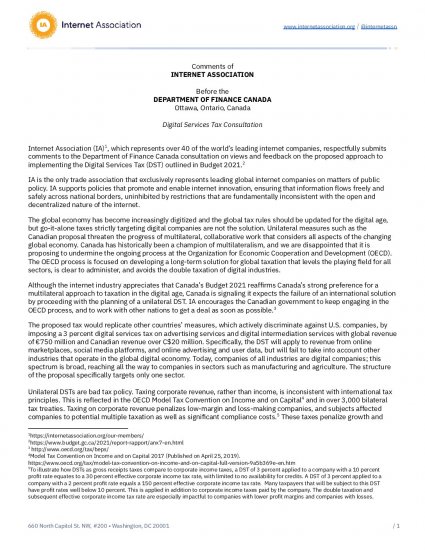 IA Internet Association
www.internetassociation.org / @internetassn
Comments of
INTERNET ASSOCIATION
Before the
DEPARTMENT OF FINANCE CANADA
Ottawa, Ontario, Canada
Digital Services Tax Consultation
Internet Association (IA)1, which represents over 40 of the world's leading internet companies, respectfully submits
comments to the Department of Finance Canada consultation on views and feedback on the proposed approach to
implementing the Digital Services Tax (DST) outlined in Budget 2021.2
IA is the only trade association that exclusively represents leading global internet companies on matters of public
policy. IA supports policies that promote and enable internet innovation, ensuring that information flows freely and
safely across national borders, uninhibited by restrictions that are fundamentally inconsistent with the open and
decentralized nature of the internet.
The global economy has become increasingly digitized and the global tax rules should be updated for the digital age,
but go-it-alone taxes strictly targeting digital companies are not the solution. Unilateral measures such as the
Canadian proposal threaten the progress of multilateral, collaborative work that considers all aspects of the changing
global economy. Canada has historically been a champion of multilateralism, and we are disappointed that it is
proposing to undermine the ongoing process at the Organization for Economic Cooperation and Development (OECD).
The OECD process is focused on developing a long-term solution for global taxation that levels the playing field for all
sectors, is clear to administer, and avoids the double taxation of digital industries.
Although the internet industry appreciates that Canada's Budget 2021 reaffirms Canada's strong preference for a
multilateral approach to taxation in the digital age, Canada is signaling it expects the failure of an international solution
by proceeding with the planning of a unilateral DST. IA encourages the Canadian government to keep engaging in the
OECD process, and to work with other nations to get a deal as soon as possible.3
The proposed tax would replicate other countries' measures, which actively discriminate against U.S. companies, by
imposing a 3 percent digital tax on advertising services and digital intermediation services with global revenue
of €750 million and Canadian revenue over C$20 million. Specifically, the DST will apply to revenue from online
marketplaces, social media platforms, and online advertising and user data, but will fail to take into account other
industries that operate in the global digital economy. Today, companies of all industries are digital companies; this
spectrum is broad, reaching all the way to companies in sectors such as manufacturing and agriculture. The structure
of the proposal specifically targets only one sector.
Unilateral DSTs are bad tax policy. Taxing corporate revenue, rather than income, is inconsistent with international tax
principles. This is reflected in the OECD Model Tax Convention on Income and on Capital4 and in over 3,000 bilateral
tax treaties. Taxing on corporate revenue penalizes low-margin and loss-making companies, and subjects affected
companies to potential multiple taxation as well as significant compliance costs.5 These taxes penalize growth and
1https://internetassociation.org/our-members/
2https://www.budget.gc.ca/2021/report-rapport/anx7-en.html
3 http://www.oecd.org/tax/beps/
4Model Tax Convention on Income and on Capital 2017 (Published on April 25, 2019).
https://www.oecd.org/tax/model-tax-convention-on-income-and-on-capital-full-version-9a5b369e-en.htm
5To illustrate how DSTs as gross receipts taxes compare to corporate income taxes, a DST of 3 percent applied to a company with a 10 percent
profit rate equates to a 30 percent effective corporate income tax rate, with limited to no availability for credits. A DST of 3 percent applied to
a company with a 2 percent profit rate equals a 150 percent effective corporate income tax rate. Many taxpayers that will be subject to this DST
have profit rates well below 10 percent. This is applied in addition to corporate income taxes paid by the company. The double taxation and
subsequent effective corporate income tax rate are especially impactful to companies with lower profit margins and companies with losses.
660 North Capitol St. NW, #200 • Washington, DC 20001
/ 1